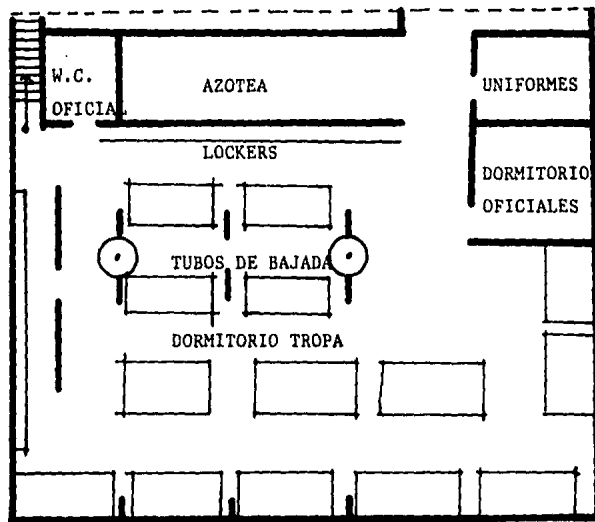 W.C.
OFICIAL
AZOTEA
UNIFORMES
LOCKERS
DORMITORIO
OFICIALES
TUBOS DE BAJADA
DORMITORIO TROPA